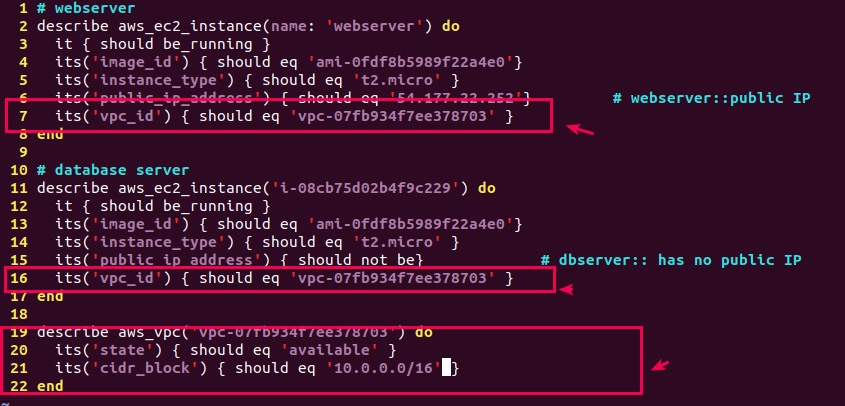 1 # webserver
2 describe aws_ec2_instance(name: 'webserver') do
3   it { should be_running }
4   its('image_id') { should eq 'ami-0fdf8b5989f22a4e0'}
5   its('instance_type') { should eq 't2.micro' }
6   its('public_ip_address') { should eq '54.177.22.252'}         # webserver::public IP
7   its('vpc_id') { should eq 'vpc-07fb934f7ee378703' }
8 end
9
10 # database server
11 describe aws_ec2_instance('i-08cb75d02b4f9c229') do
12   it { should be_running }
13   its('image_id') { should eq 'ami-0fdf8b5989f22a4e0'}
14   its('instance_type') { should eq 't2.micro' }
15   its('public_ip_address') { should_not be}             # dbserver:: has no public IP
16   its('vpc_id') { should eq 'vpc-07fb934f7ee378703' }
17 end
18
19 describe aws_vpc('vpc-07fb934f7ee378703') do
20   its('state') { should eq 'available' }
21   its('cidr_block') { should eq '10.0.0.0/16' }
22 end
~